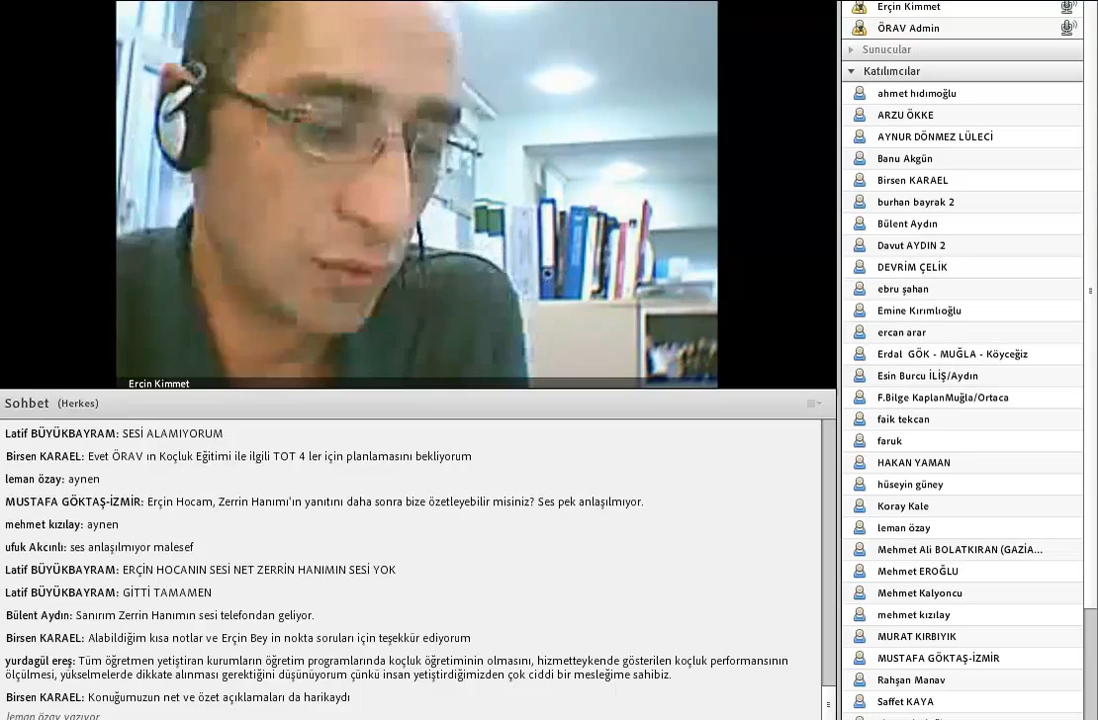 Erçin Kimmet
Sohbet (Herkes)
Latif BÜYÜKBAYRAM: SESİ ALAMIYORUM
Birsen KARAEL: Evet ÖRAV ın Koçluk Eğitimi ile ilgili TOT 4 ler için planlamasını bekliyorum
leman özay: aynen
MUSTAFA GÖKTAŞ-İZMİR: Erçin Hocam, Zerrin Hanımı'ın yanıtını daha sonra bize özetleyebilir misiniz? Ses pek anlaşılmıyor.
mehmet kızılay: aynen
ufuk Akcınlı: ses anlaşılmıyor malesef
Latif BÜYÜKBAYRAM: ERÇİN HOCANIN SESİ NET ZERRİN HANIMIN SESİ YOK
Latif BÜYÜKBAYRAM: GİTTİ TAMAMEN
Bülent Aydın: Sanırım Zerrin Hanımın sesi telefondan geliyor.
Birsen KARAEL: Alabildiğim kısa notlar ve Erçin Bey in nokta soruları için teşekkür ediyorum
yurdagül ereş: Tüm öğretmen yetiştiran kurumların öğretim programlarında koçluk öğretiminin olmasını, hizmetteykende gösterilen koçluk performansının
ölçülmesi, yükselmelerde dikkate alınması gerektiğini düşünüyorum çünkü insan yetiştirdiğimizden çok ciddi bir mesleğime sahibiz.
Birsen KARAEL: Konuğumuzun net ve özet açıklamaları da harikaydı
leman özay yazıyor
Erçin Kimmet
ÖRAV Admin
Sunucular
Katılımcılar
ahmet hıdımoğlu
ARZU ÖKKE
AYNUR DÖNMEZ LÜLECİ
Banu Akgün
Birsen KARAEL
burhan bayrak 2
Bülent Aydın
Davut AYDIN 2
DEVRİM ÇELİK
ebru şahan
Emine Kırımlıoğlu
ercan arar
Erdal GÖK - MUĞLA - Köyceğiz
Esin Burcu İLİŞ/Aydın
F.Bilge KaplanMuğla/Ortaca
faik tekcan
faruk
HAKAN YAMAN
hüseyin güney
Koray Kale
leman özay
Mehmet Ali BOLATKIRAN (GAZİA...
Mehmet EROĞLU
Mehmet Kalyoncu
mehmet kızılay
MURAT KIRBIYIK
MUSTAFA GÖKTAŞ-İZMİR
Rahşan Manav
Saffet KAYA